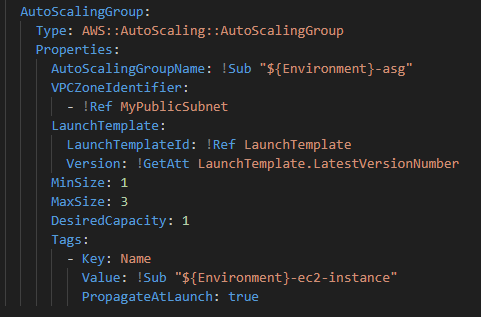 AutoScalingGroup:
  Type: AWS::AutoScaling::AutoScalingGroup
  Properties:
    AutoScalingGroupName: !Sub "${Environment}-asg"
    VPCZoneIdentifier:
      - !Ref MyPublicSubnet
    LaunchTemplate:
      LaunchTemplateId: !Ref LaunchTemplate
      Version: !GetAtt LaunchTemplate.LatestVersionNumber
    MinSize: 1
    MaxSize: 3
    DesiredCapacity: 1
    Tags:
      - Key: Name
        Value: !Sub "${Environment}-ec2-instance"
        PropagateAtLaunch: true